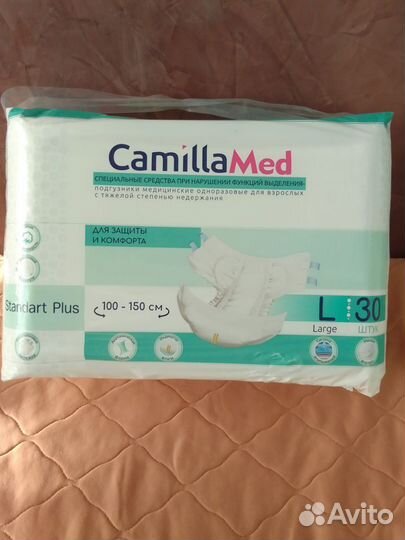 CamillaMed
СПЕЦИАЛЬНЫЕ СРЕДСТВА ПРИ НАРУШЕНИИ ФУНКЦИЙ ВЫДЕЛЕНИЯ-
подгузники медицинские одноразовые для взрослых
с тяжелой степенью недержания
ДЛЯ ЗАЩИТЫ
И КОМФОРТА
Standart Plus
100 - 150 см
L 30
Large ШТУК
Avito